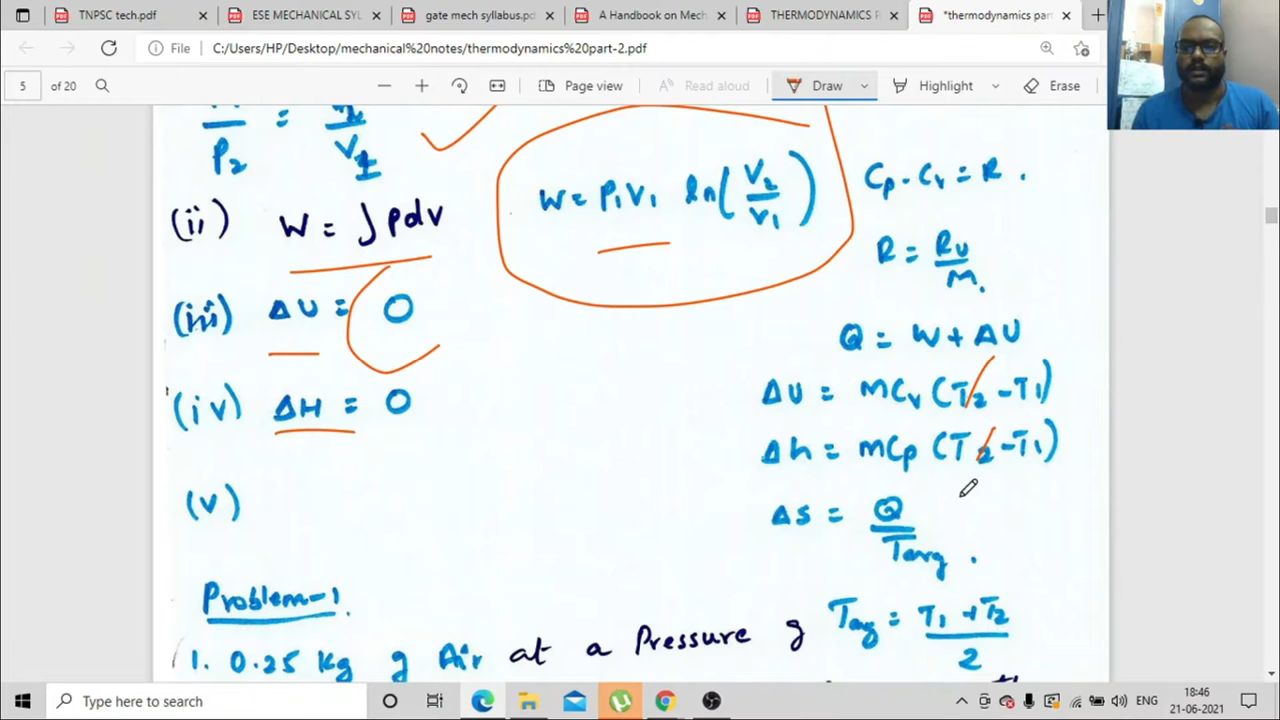 TNPSC tech.pdf
ESE MECHANICAL SYL
gate mech syllabus.pd
A Handbook on Mech
THERMODYNAMICS P
*thermodynamics par
File
C:/Users/HP/Desktop/mechanical%20notes/thermodynamics%20part-2.pdf
5 of 20
Page view
Read aloud
Draw
Highlight
Erase
P2 = V1
W = P1V1 ln(V2/V1)
Cp - Cv = R.
(ii) W = ∫ pdv
R = Ru/M.
(iii) ΔU = 0
Q = W + ΔU
ΔU = mCv (T2 - T1)
(iv) ΔH = 0
Δh = mCp (T2 - T1)
(v)
Δs = Q/Tavg.
Problem-1.
Tavg = T1 + T2 / 2
1. 0.25 Kg of Air at a Pressure of
Type here to search
ENG
18:46
21-06-2021